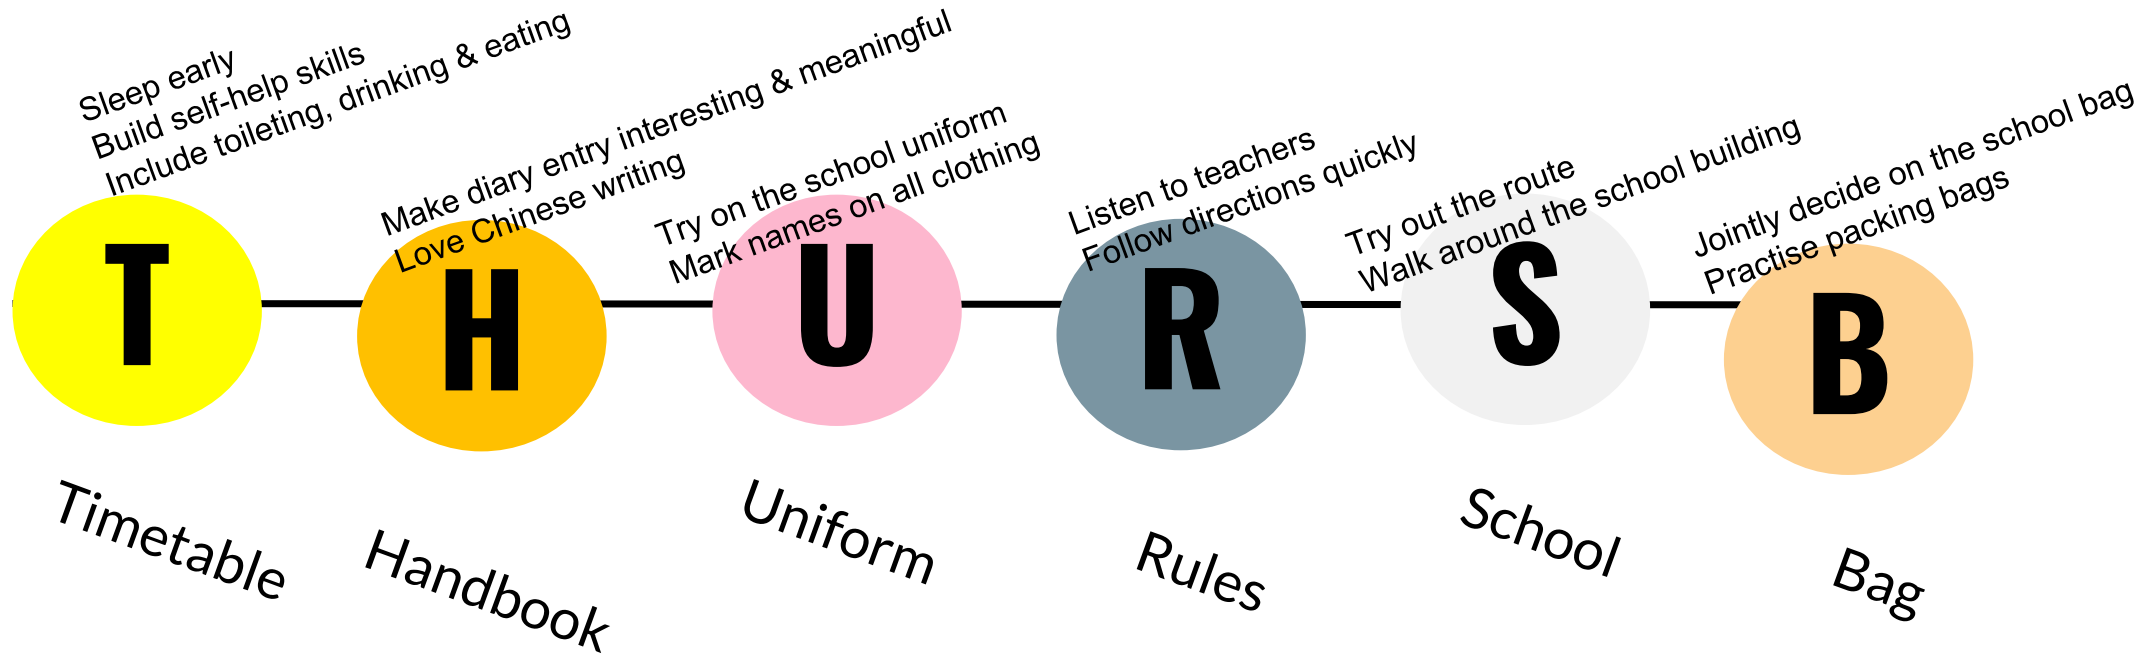 Sleep early
Build self-help skills
Include toileting, drinking & eating
T
Timetable
Make diary entry interesting & meaningful
Love Chinese writing
H
Handbook
Try on the school uniform
Mark names on all clothing
U
Uniform
Listen to teachers
Follow directions quickly
R
Rules
Try out the route
Walk around the school building
S
School
Jointly decide on the school bag
Practise packing bags
B
Bag